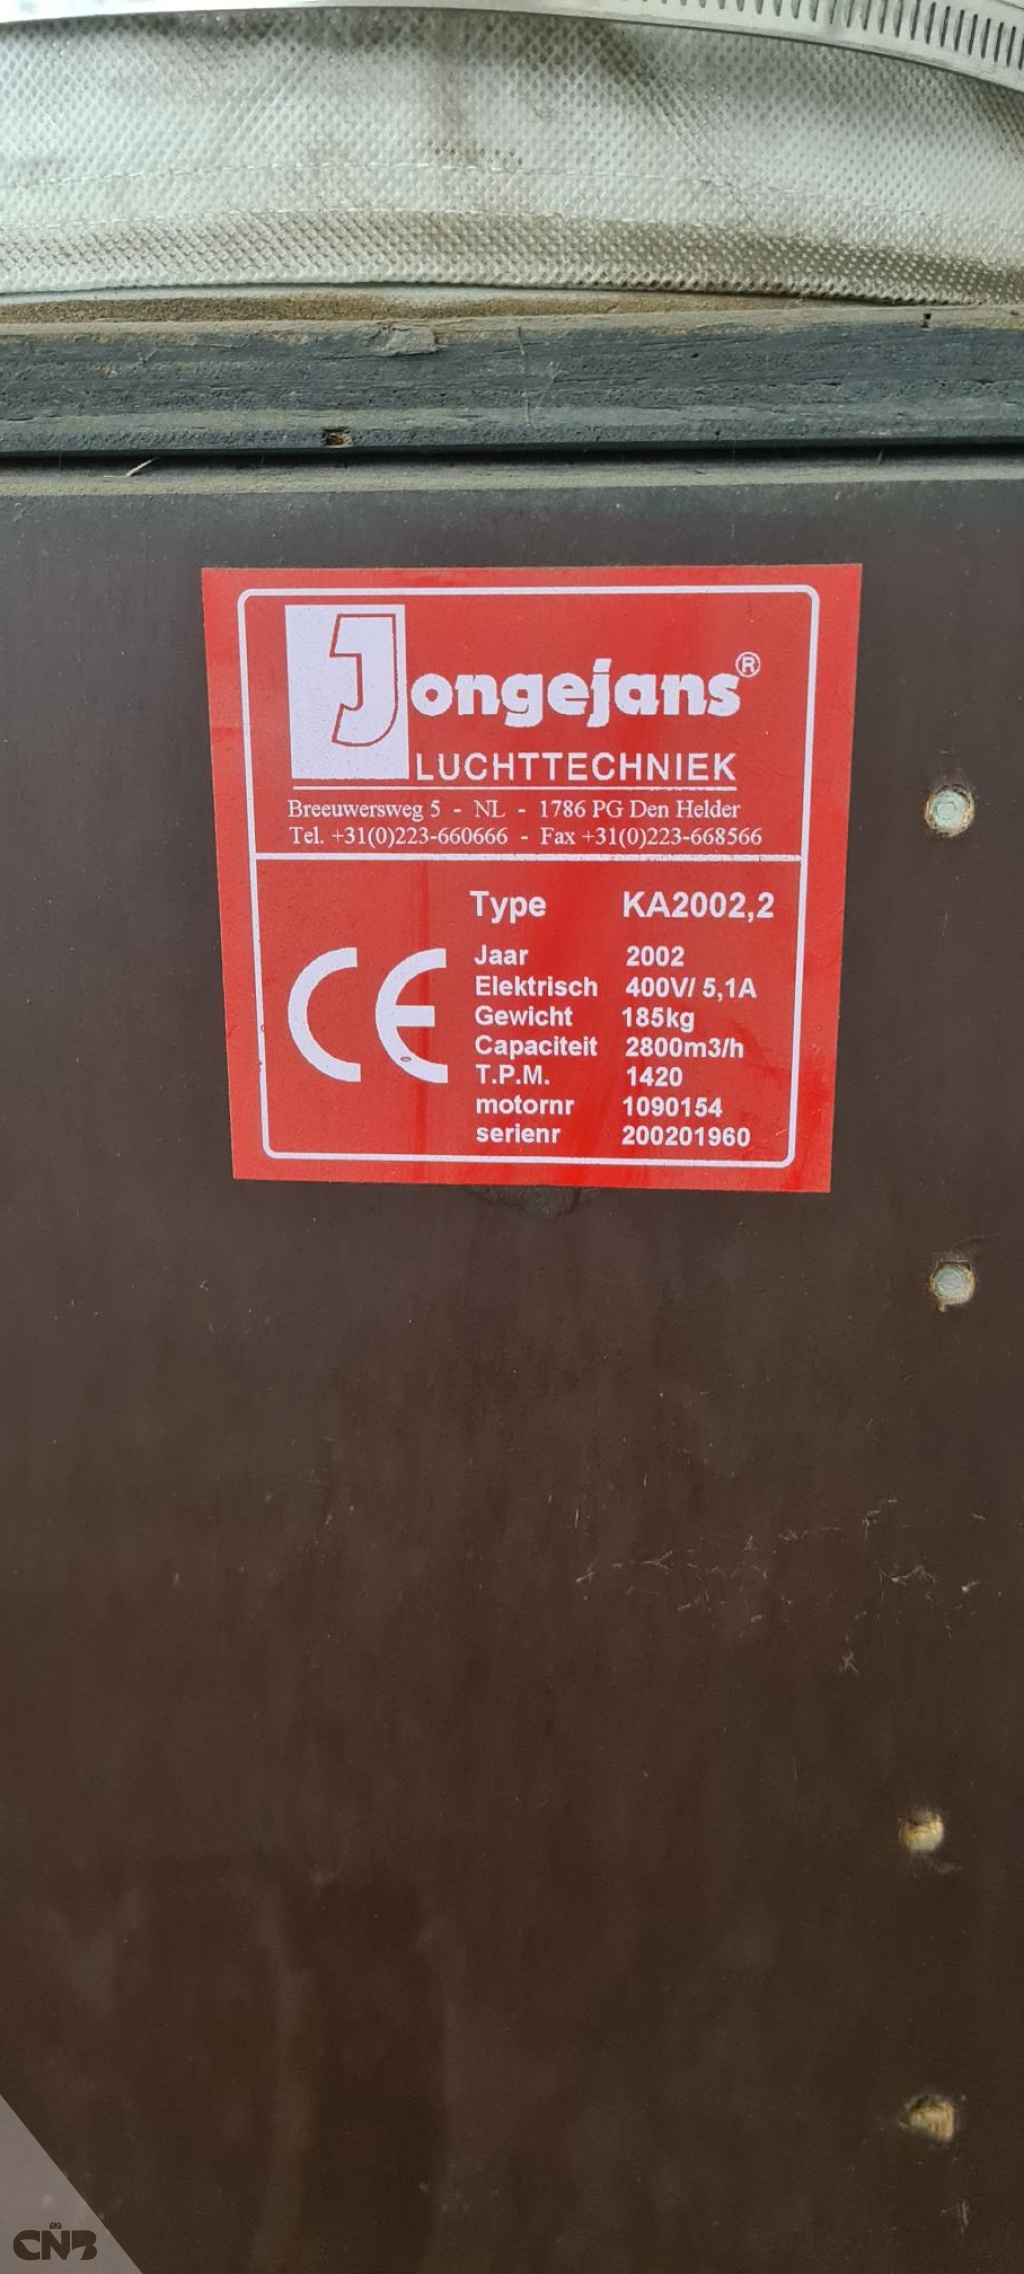 Jongejans®
LUCHTTECHNIEK
Breeuwersweg 5 - NL - 1786 PG Den Helder
Tel. +31(0)223-660666 - Fax +31(0)223-668566
CE
Type KA2002,2
Jaar 2002
Elektrisch 400V/ 5,1A
Gewicht 185kg
Capaciteit 2800m3/h
T.P.M. 1420
motornr 1090154
serienr 200201960
CNB